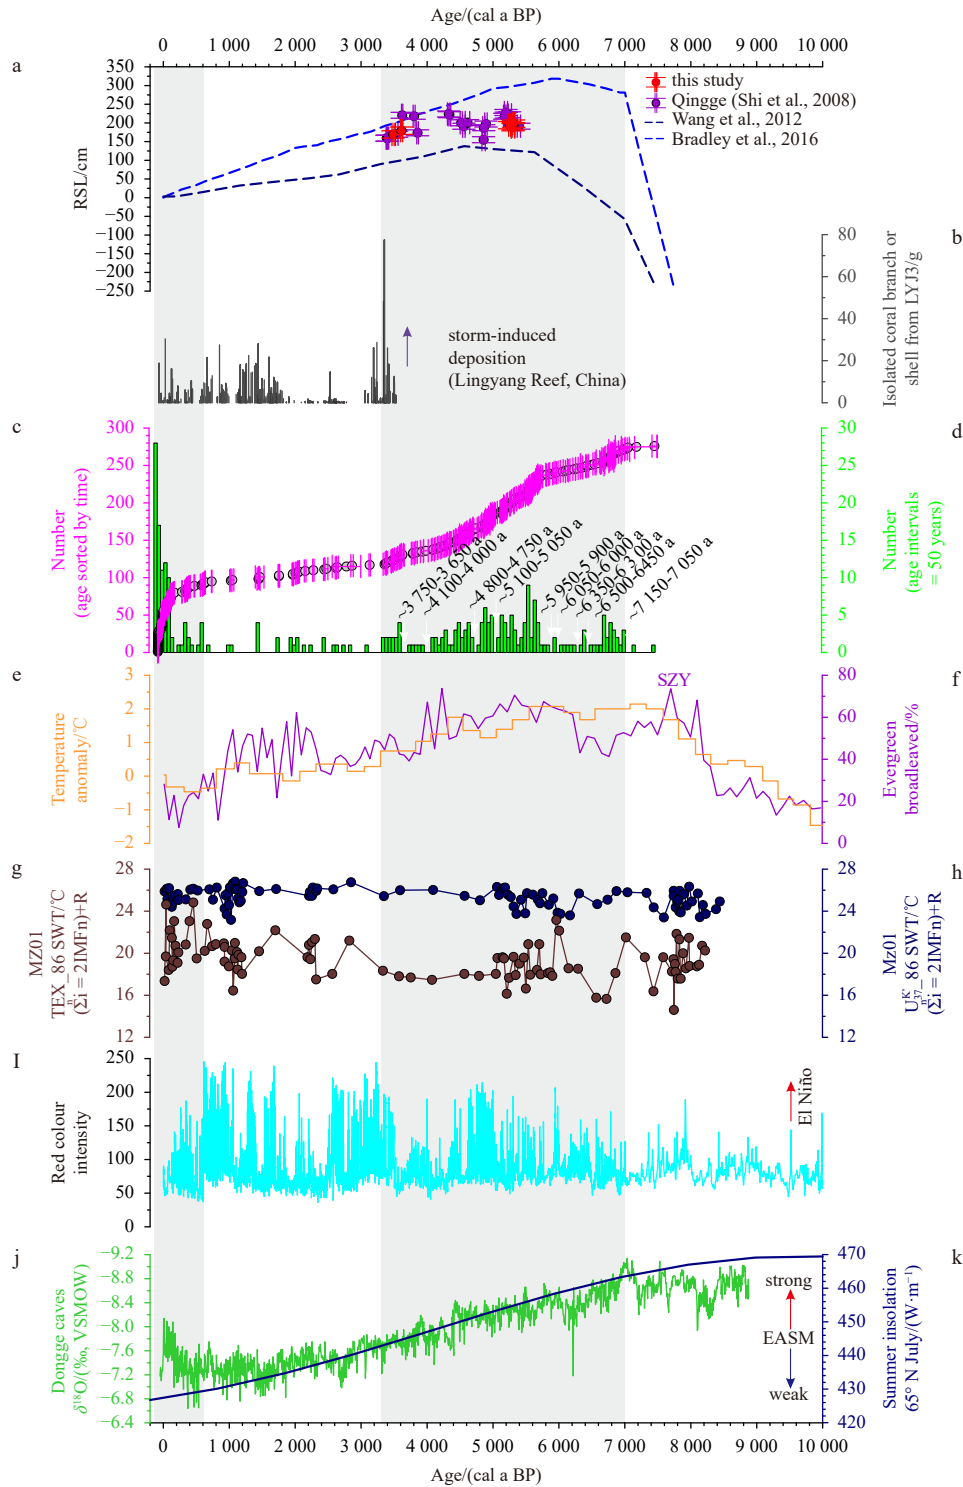 Age/(cal a BP)
0 1 000 2 000 3 000 4 000 5 000 6 000 7 000 8 000 9 000 10 000
a
350
300
250
200
150
100
50
0
−50
−100
−150
−200
−250
RSL/cm
this study
Qingge (Shi et al., 2008)
Wang et al., 2012
Bradley et al., 2016
b
80
60
40
20
0
Isolated coral branch or
shell from LYJ3/g
storm-induced
deposition
(Lingyang Reef, China)
c
300
250
200
150
100
50
0
Number
(age sorted by time)
d
30
25
20
15
10
5
0
Number
(age intervals
= 50 years)
~3 750-3 650 a
~4 100-4 000 a
~4 800-4 750 a
~5 100-5 050 a
~5 950-5 900 a
~6 050-6 000 a
~6 350-6 300 a
~6 500-6 450 a
~7 150-7 050 a
e
3
2
1
0
−1
−2
Temperature
anomaly/℃
SZY
f
80
60
40
20
0
Evergreen
broadleaved/%
g
28
24
20
16
12
MZ01
TEX_86 SWT/℃
(Σi = 2IMFn)+R
n
h
28
24
20
16
12
Mz01
U37K'_86 SWT/℃
(Σi = 2IMFn)+R
n
I
250
200
150
100
50
0
Red colour
intensity
El Niño
j
−9.2
−8.8
−8.4
−8.0
−7.6
−7.2
−6.8
−6.4
Dongge caves
δ18O/(‰, VSMOW)
strong
EASM
weak
k
470
460
450
440
430
420
Summer insolation
65° N July/(W·m−1)
0 1 000 2 000 3 000 4 000 5 000 6 000 7 000 8 000 9 000 10 000
Age/(cal a BP)